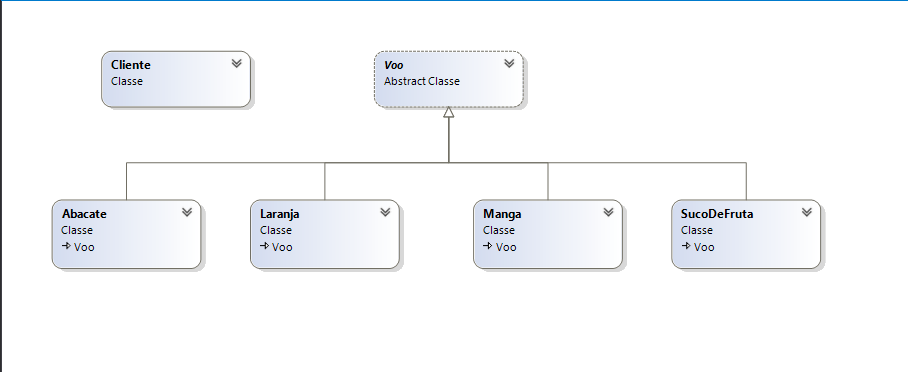 Cliente
Classe
Voo
Abstract Classe
Abacate
Classe
Voo
Laranja
Classe
Voo
Manga
Classe
Voo
SucoDeFruta
Classe
Voo